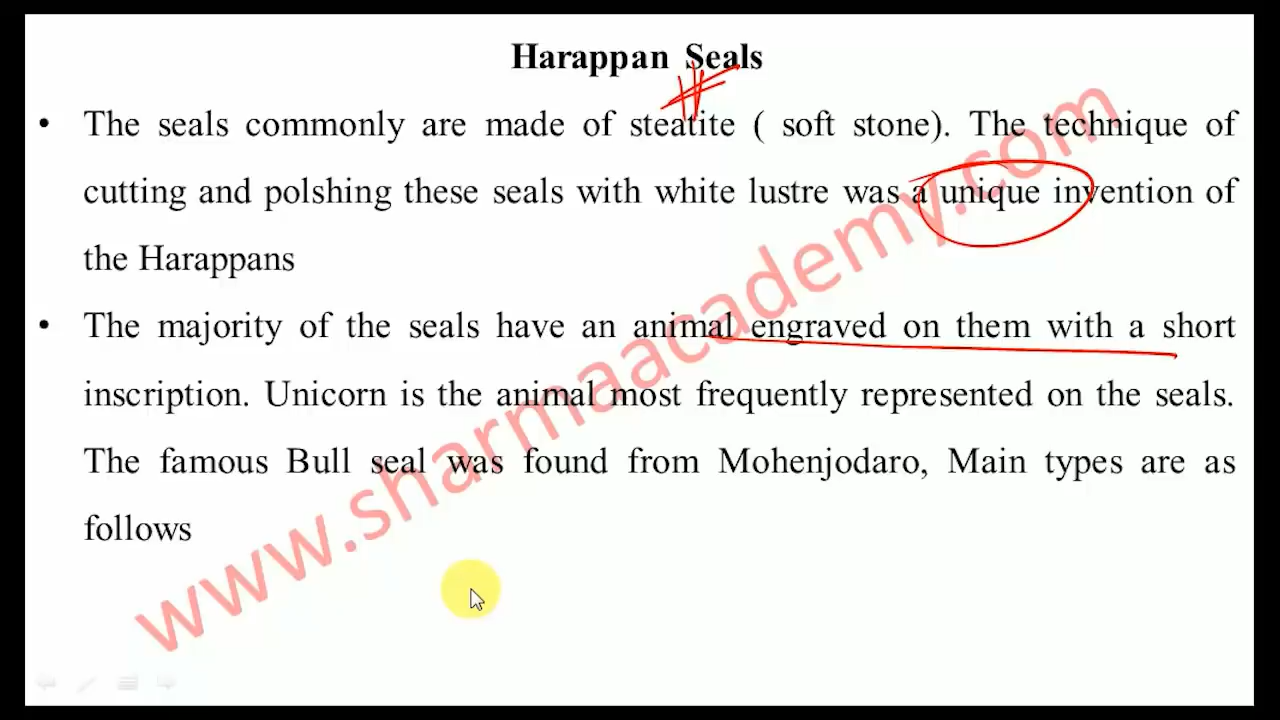 Harappan Seals
• The seals commonly are made of steatite ( soft stone). The technique of
cutting and polshing these seals with white lustre was a unique invention of
the Harappans
• The majority of the seals have an animal engraved on them with a short
inscription. Unicorn is the animal most frequently represented on the seals.
The famous Bull seal was found from Mohenjodaro, Main types are as
follows
www.sharmaacademy.com